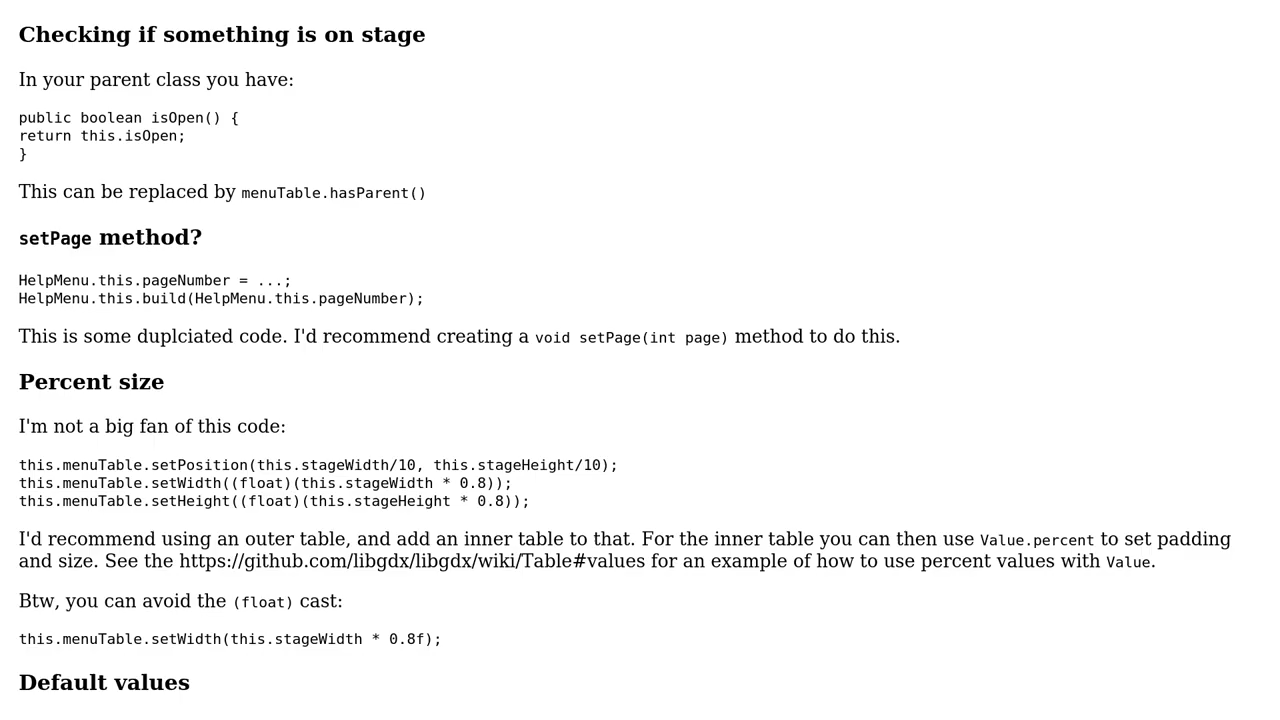 Checking if something is on stage
In your parent class you have:
public boolean isOpen() {
return this.isOpen;
}
This can be replaced by menuTable.hasParent()
setPage method?
HelpMenu.this.pageNumber = ...;
HelpMenu.this.build(HelpMenu.this.pageNumber);
This is some duplciated code. I'd recommend creating a void setPage(int page) method to do this.
Percent size
I'm not a big fan of this code:
this.menuTable.setPosition(this.stageWidth/10, this.stageHeight/10);
this.menuTable.setWidth((float)(this.stageWidth * 0.8));
this.menuTable.setHeight((float)(this.stageHeight * 0.8));
I'd recommend using an outer table, and add an inner table to that. For the inner table you can then use Value.percent to set padding
and size. See the https://github.com/libgdx/libgdx/wiki/Table#values for an example of how to use percent values with Value.
Btw, you can avoid the (float) cast:
this.menuTable.setWidth(this.stageWidth * 0.8f);
Default values